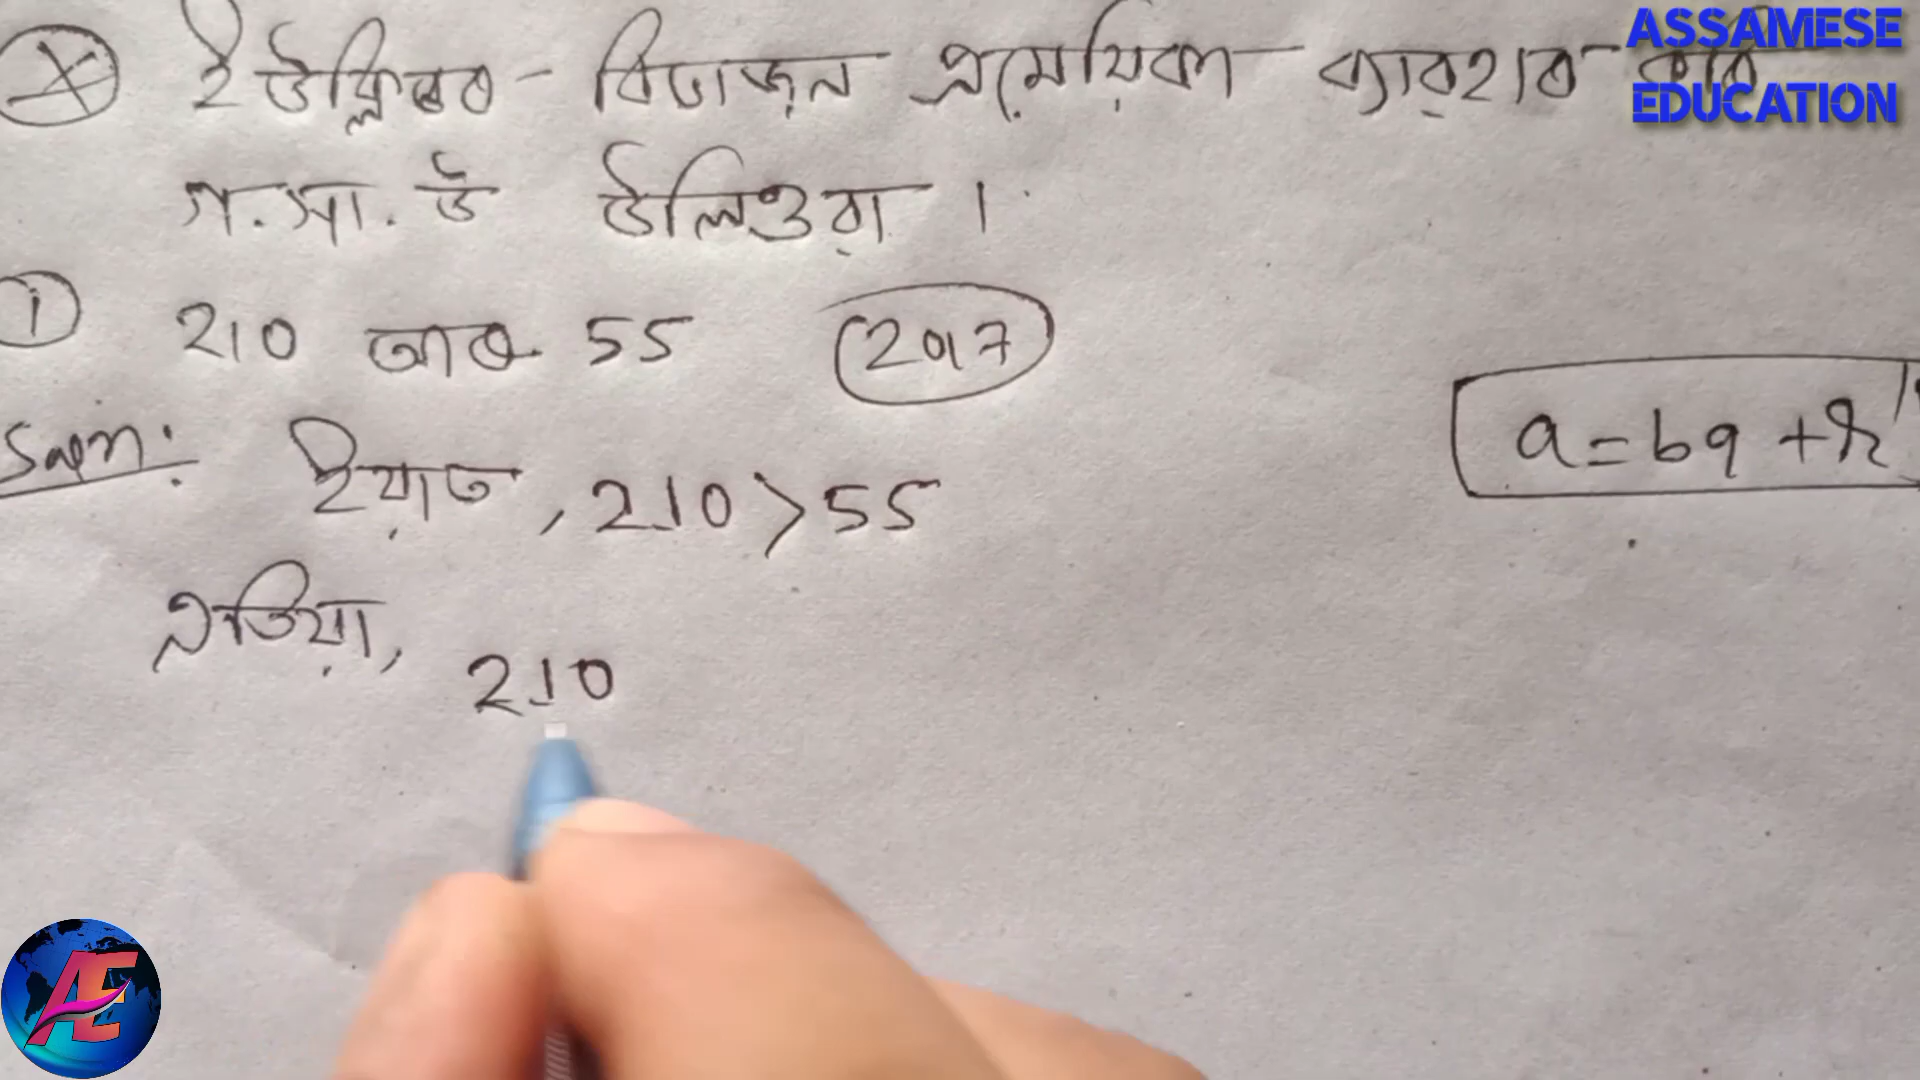 ASSAMESE
EDUCATION
ইউক্লিডৰ বিভাজন প্ৰমেয়িকা ব্যৱহাৰ কৰি
গ.সা.উ উলিওৱা ।
① 210 আৰু 55 2017
a = bq + r
Soln: ইয়াত, 210 > 55
এতিয়া, 210
AE